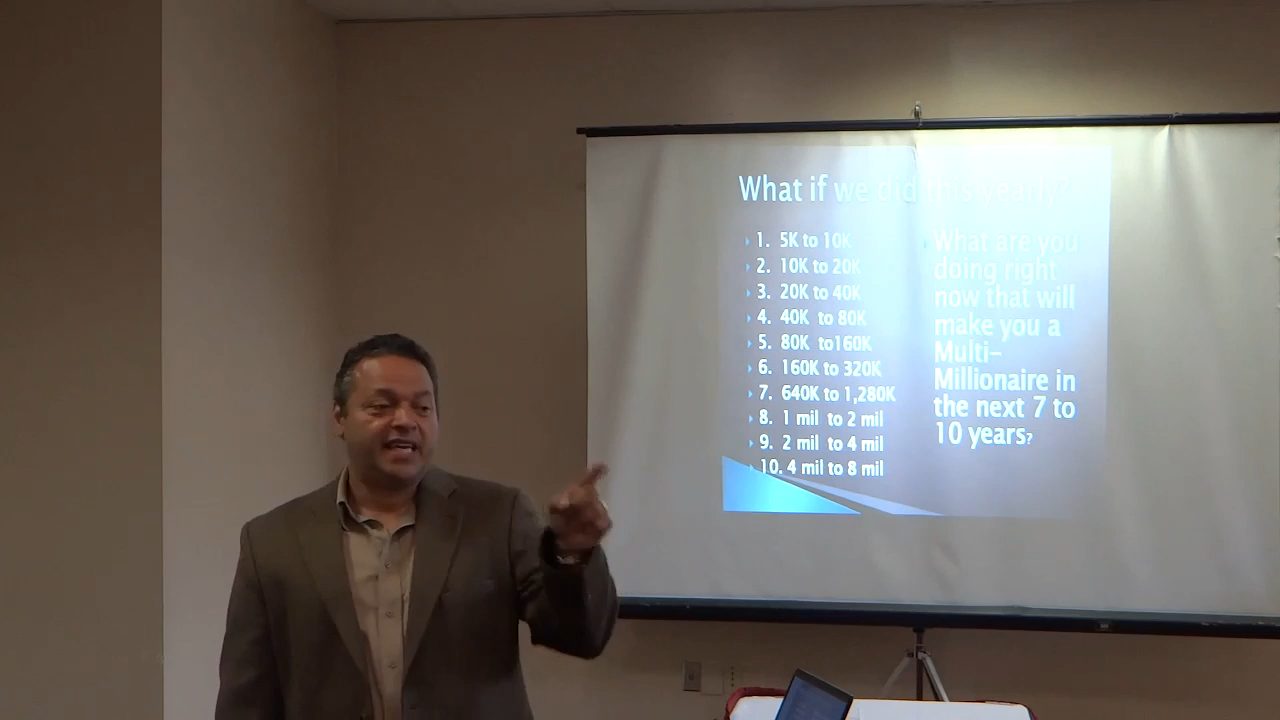 What if we did this yearly?
1. 5K to 10K
2. 10K to 20K
3. 20K to 40K
4. 40K to 80K
5. 80K to160K
6. 160K to 320K
7. 640K to 1,280K
8. 1 mil to 2 mil
9. 2 mil to 4 mil
10. 4 mil to 8 mil
What are you
doing right
now that will
make you a
Multi-
Millionaire in
the next 7 to
10 years?